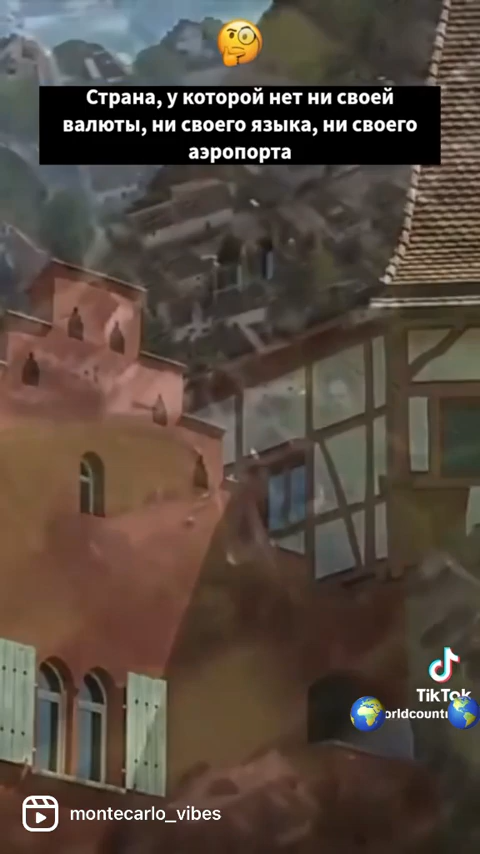 Страна, у которой нет ни своей
валюты, ни своего языка, ни своего
аэропорта
TikTok
montecarlo_vibes